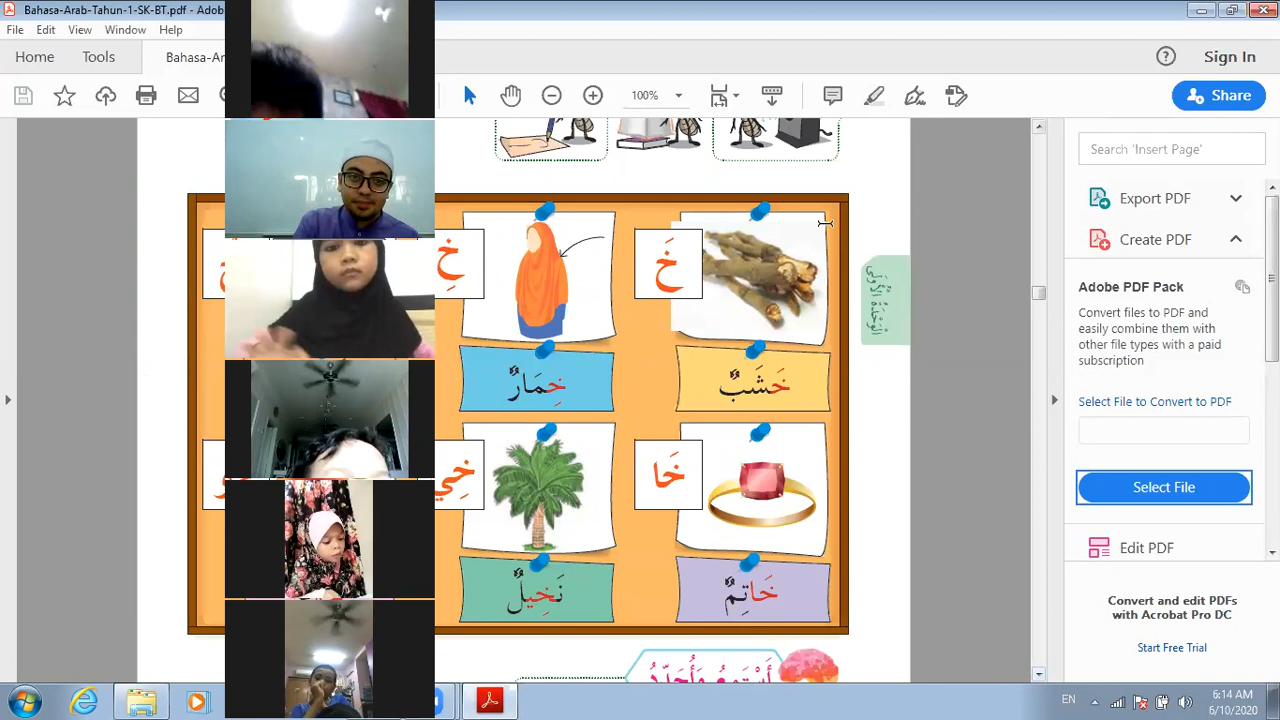 Bahasa-Arab-Tahun-1-SK-BT.pdf - Adob
File Edit View Window Help
Home Tools Bahasa-Ar
Sign In
100%
Share
Search 'Insert Page'
Export PDF
Create PDF
Adobe PDF Pack
Convert files to PDF and
easily combine them with
other file types with a paid
subscription
Select File to Convert to PDF
Select File
Edit PDF
Convert and edit PDFs
with Acrobat Pro DC
Start Free Trial
الْوَحْدَةُ الْأُولَى
خَ خِ
خَشَبٌ خِمَارٌ
خَا خِي
خَاتِمٌ نَخِيلٌ
أَسْتَمِعُ وَأُحَدِّدُ
EN 6:14 AM
6/10/2020